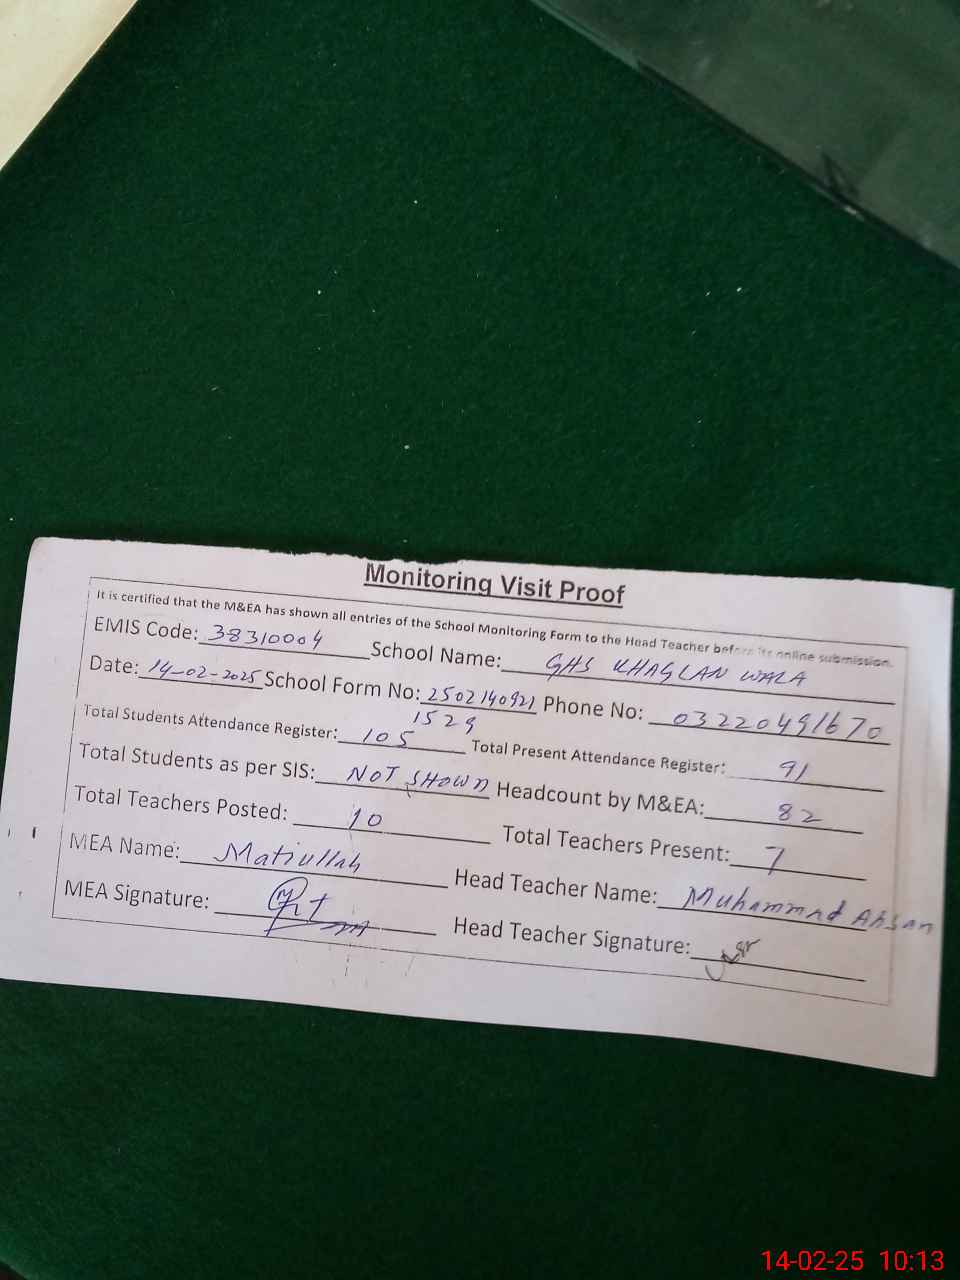 Monitoring Visit Proof
It is certified that the M&EA has shown all entries of the School Monitoring Form to the Head Teacher before its online submission.
EMIS Code: 38310004 School Name: GHS KHAGLAN WALA
Date: 14-02-2025 School Form No: 2502140921 Phone No: 03220491670
1529
Total Students Attendance Register: 105 Total Present Attendance Register: 91
Total Students as per SIS: NOT SHOWN Headcount by M&EA: 82
Total Teachers Posted: 10 Total Teachers Present: 7
MEA Name: Matiullah Head Teacher Name: Muhammad Ahsan
MEA Signature: Head Teacher Signature:
14-02-25 10:13